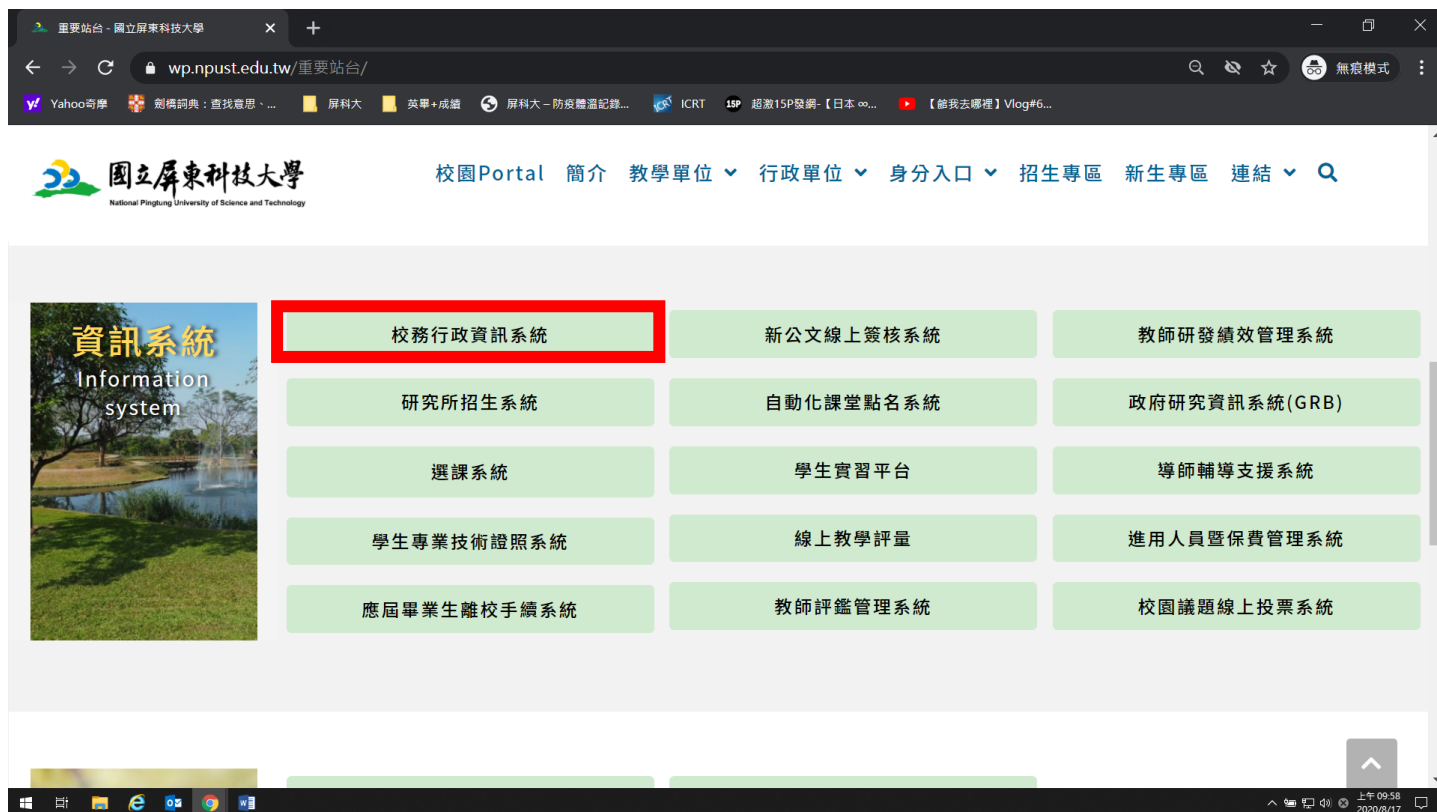 重要站台 - 國立屏東科技大學
wp.npust.edu.tw/重要站台/
無痕模式
Yahoo奇摩 劍橋詞典：查找意思、... 屏科大 英畢+成績 屏科大 – 防疫體溫記錄... ICRT 超激15P發網-【日本 ∞... 【館我去哪裡】Vlog#6...
國立屏東科技大學
National Pingtung University of Science and Technology
校園Portal 簡介 教學單位 行政單位 身分入口 招生專區 新生專區 連結
資訊系統
Information
system
校務行政資訊系統 新公文線上簽核系統 教師研發績效管理系統
研究所招生系統 自動化課堂點名系統 政府研究資訊系統(GRB)
選課系統 學生實習平台 導師輔導支援系統
學生專業技術證照系統 線上教學評量 進用人員暨保費管理系統
應屆畢業生離校手續系統 教師評鑑管理系統 校園議題線上投票系統
上午 09:58
2020/8/17